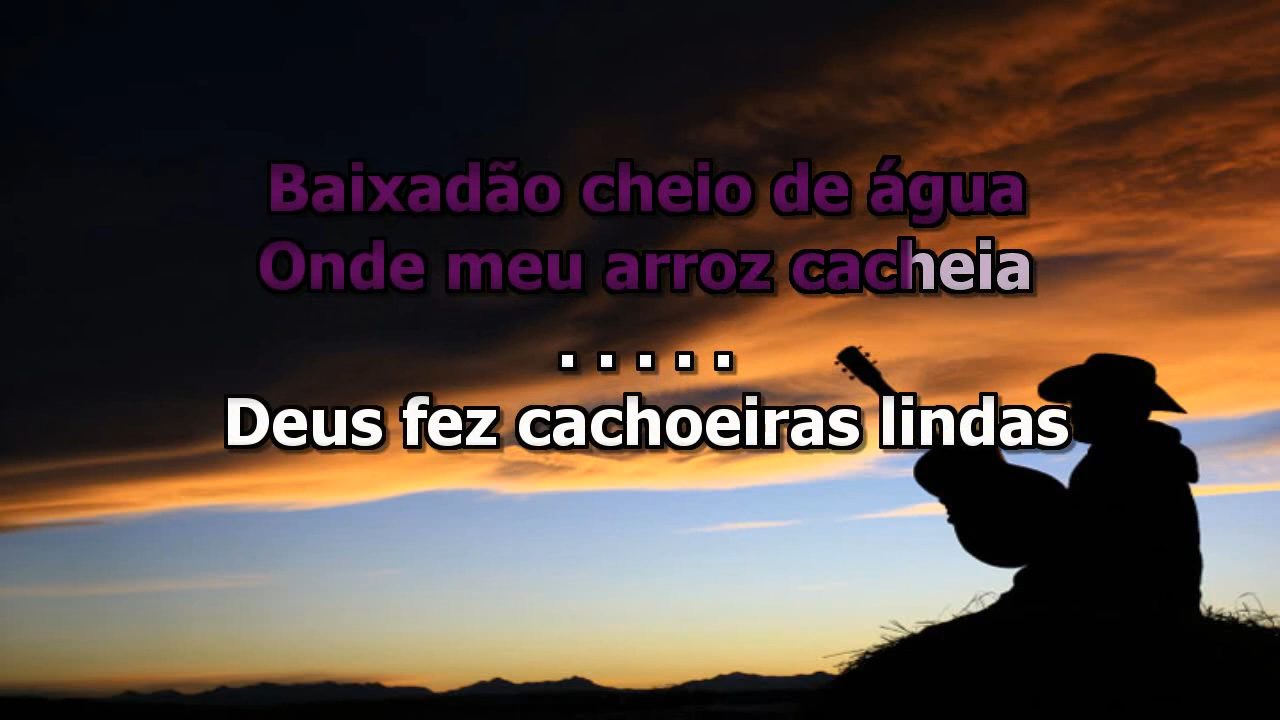 Baixadão cheio de água
Onde meu arroz cacheia
. . . . .
Deus fez cachoeiras lindas